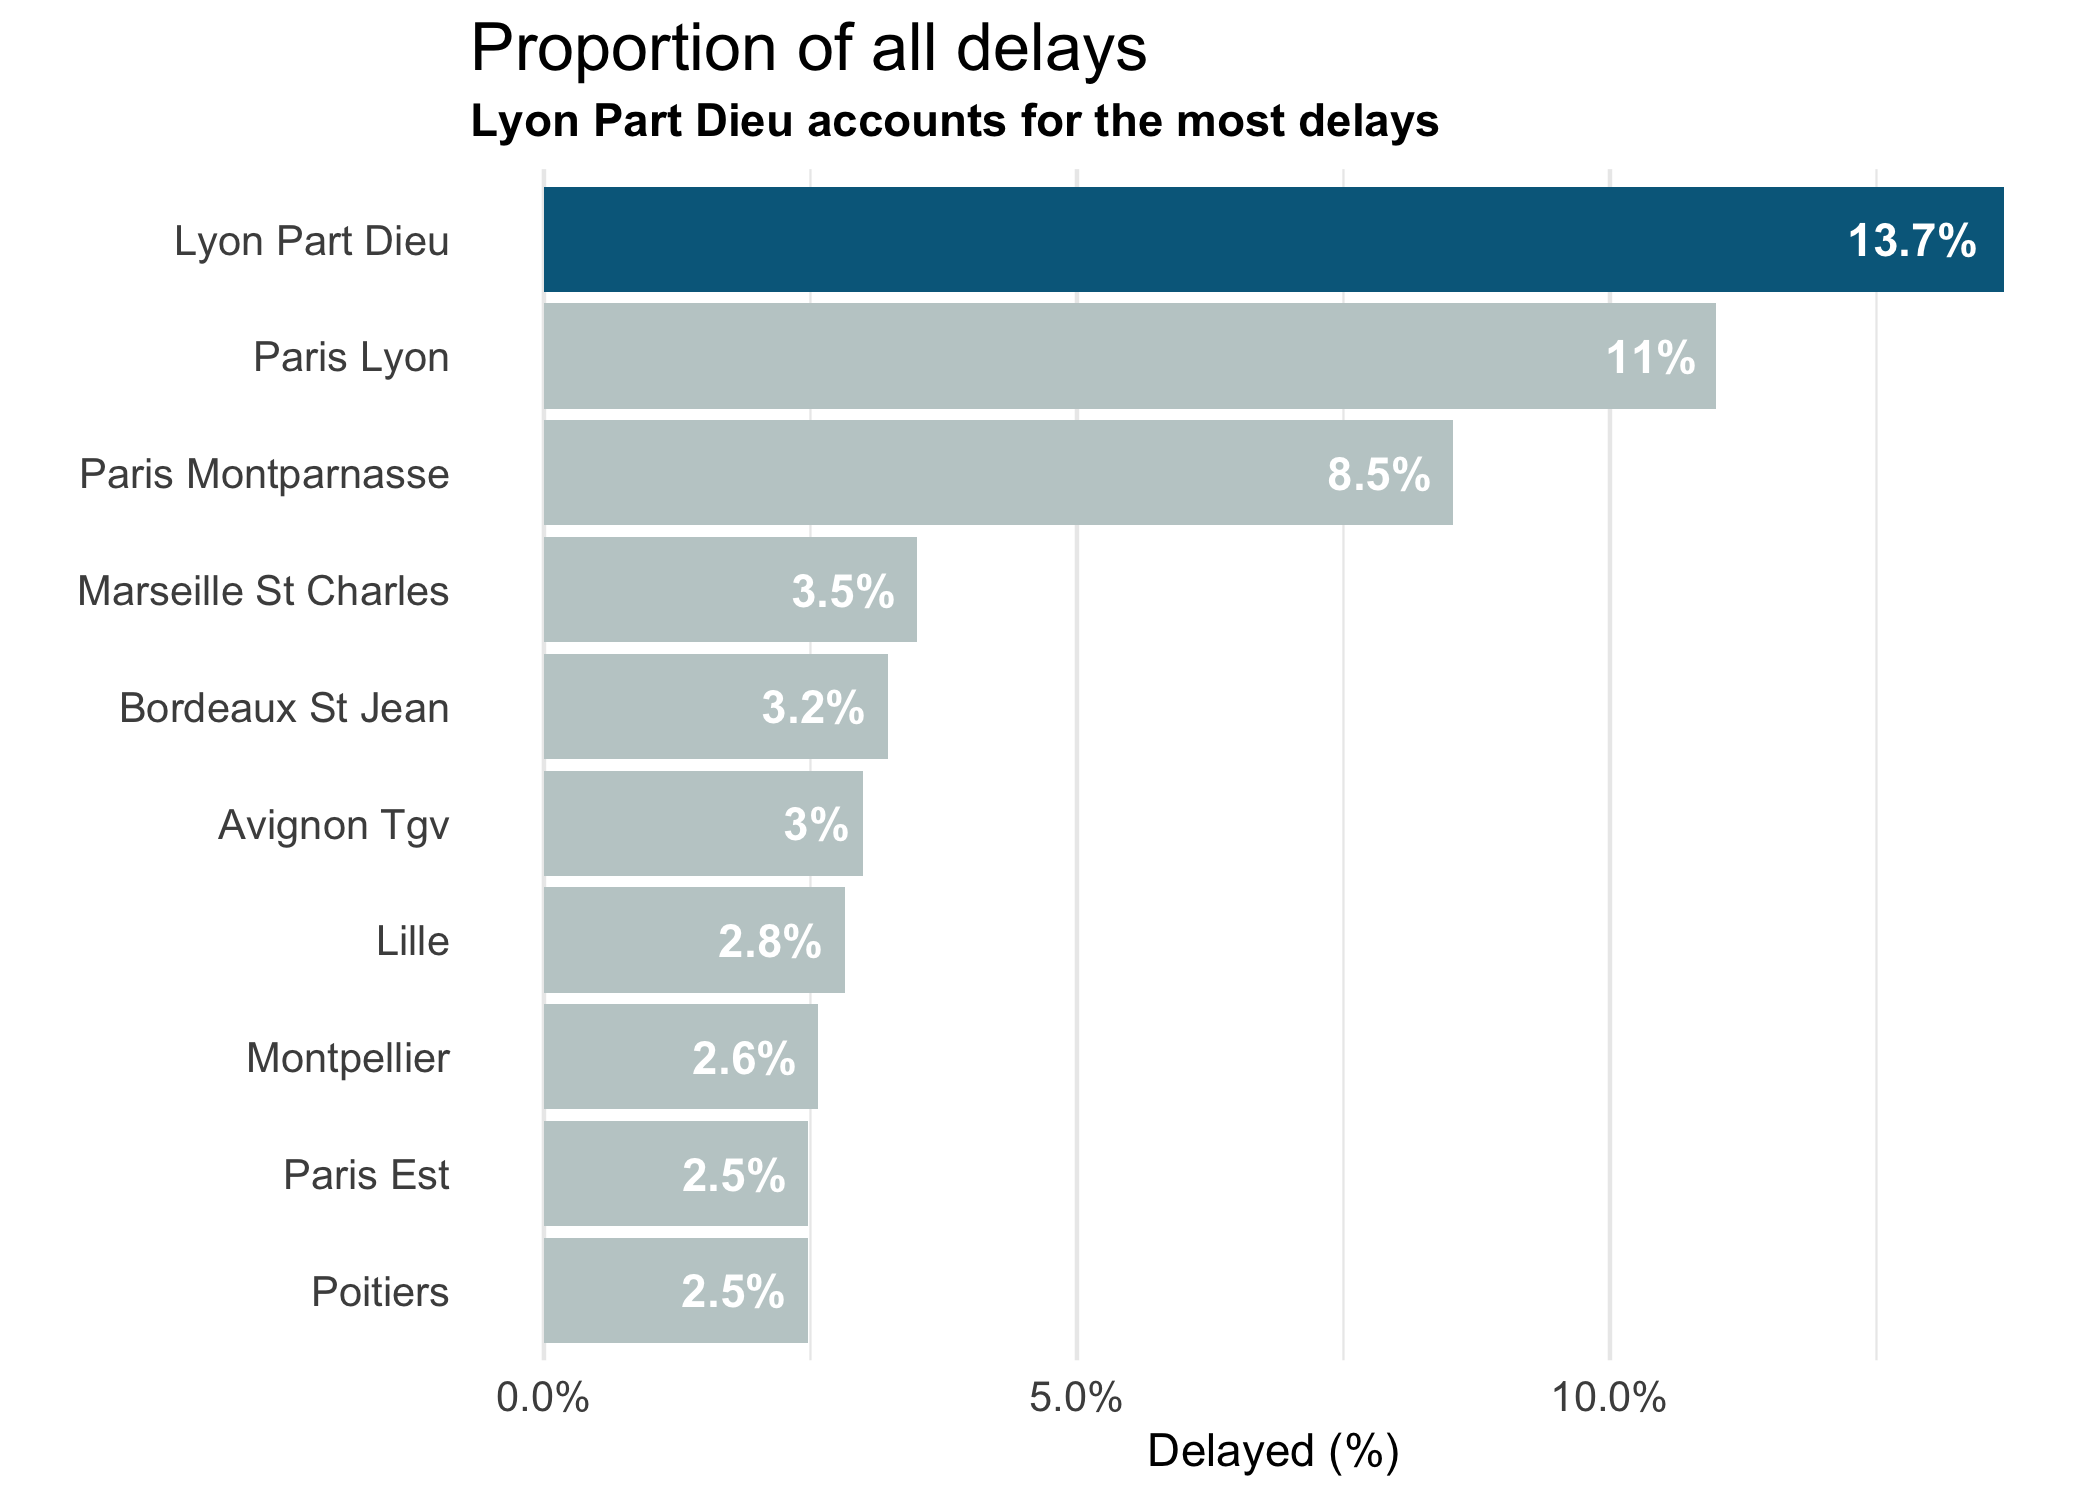 Proportion of all delays
Lyon Part Dieu accounts for the most delays
Lyon Part Dieu 13.7%
Paris Lyon 11%
Paris Montparnasse 8.5%
Marseille St Charles 3.5%
Bordeaux St Jean 3.2%
Avignon Tgv 3%
Lille 2.8%
Montpellier 2.6%
Paris Est 2.5%
Poitiers 2.5%
0.0% 5.0% 10.0%
Delayed (%)